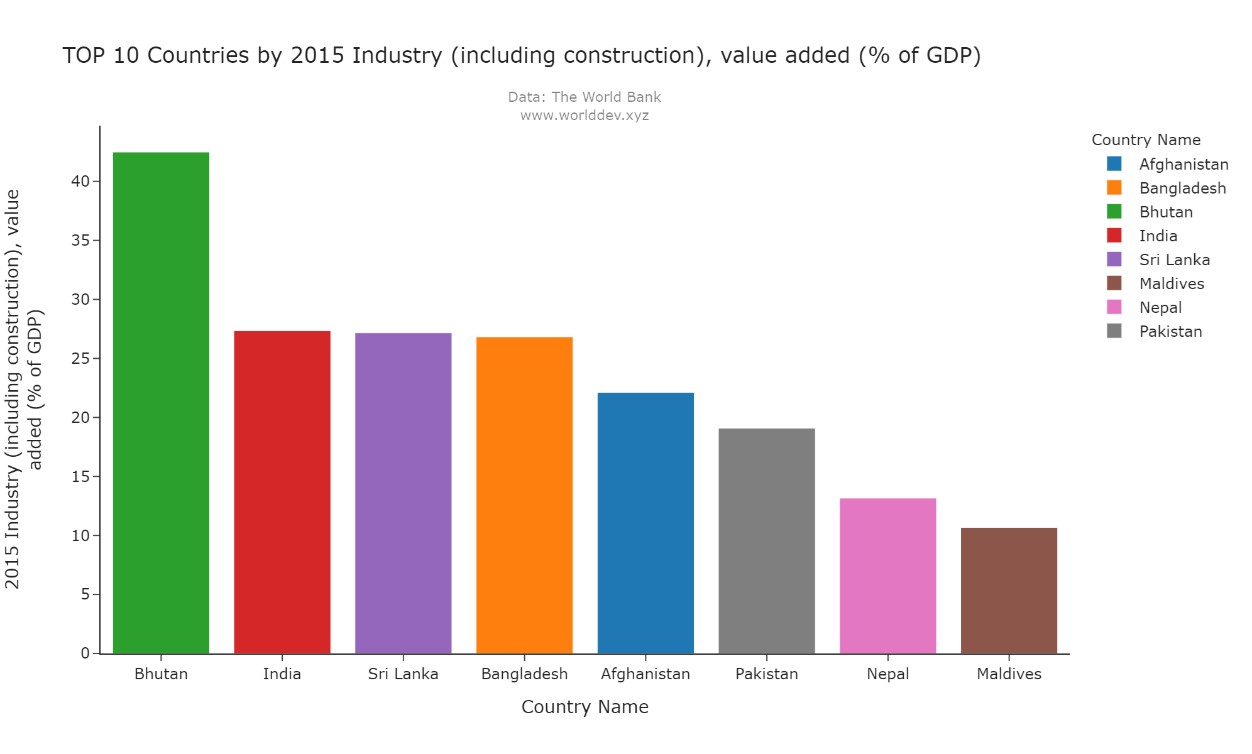 TOP 10 Countries by 2015 Industry (including construction), value added (% of GDP)
Data: The World Bank
www.worlddev.xyz
2015 Industry (including construction), value
added (% of GDP)
40
35
30
25
20
15
10
5
0
Bhutan
India
Sri Lanka
Bangladesh
Afghanistan
Pakistan
Nepal
Maldives
Country Name
Country Name
Afghanistan
Bangladesh
Bhutan
India
Sri Lanka
Maldives
Nepal
Pakistan